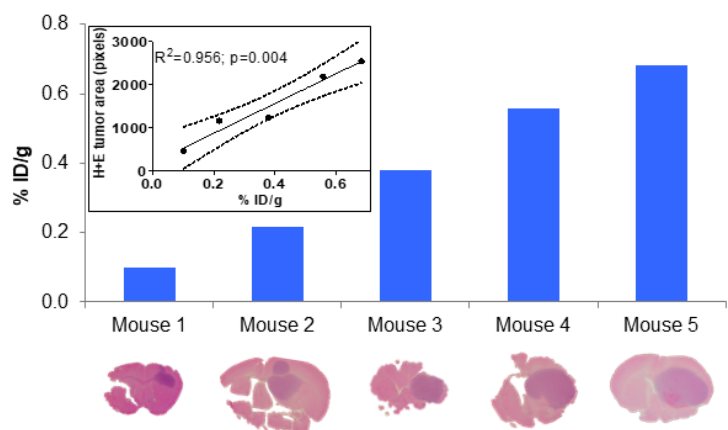 0.8
0.6
0.4
0.2
0.0
% ID/g
R²=0.956; p=0.004
H+E tumor area (pixels)
3000
2000
1000
0
0.0 0.2 0.4 0.6
% ID/g
Mouse 1 Mouse 2 Mouse 3 Mouse 4 Mouse 5